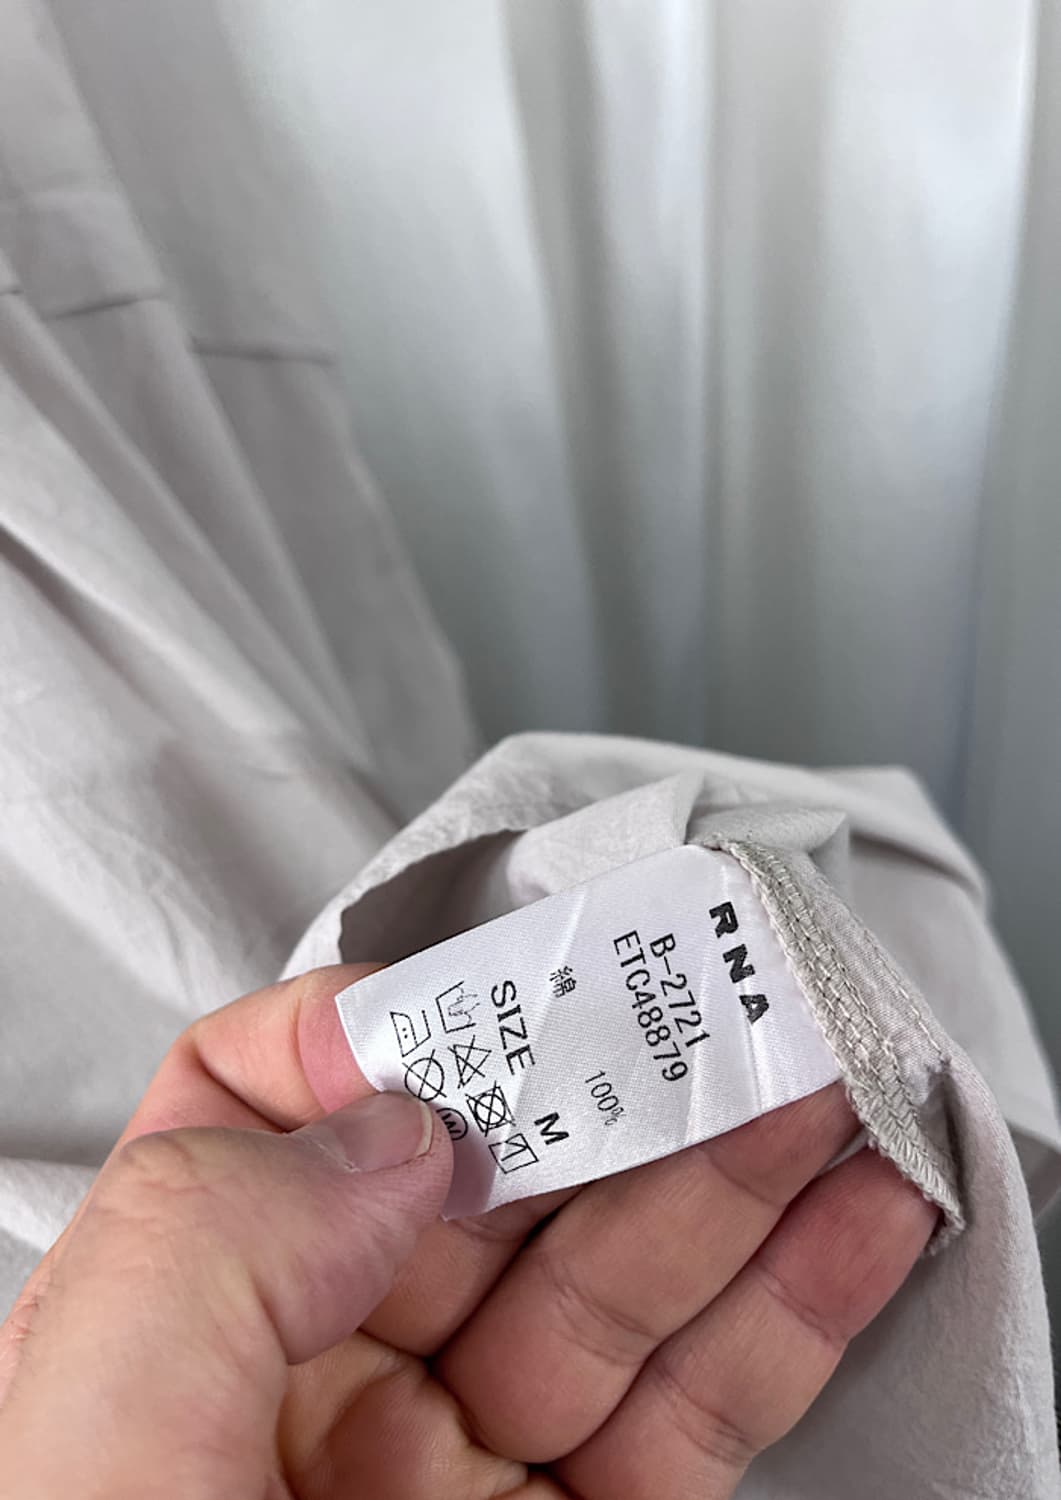 RNA
B-2721
ETC48879
綿 100%
SIZE M
W